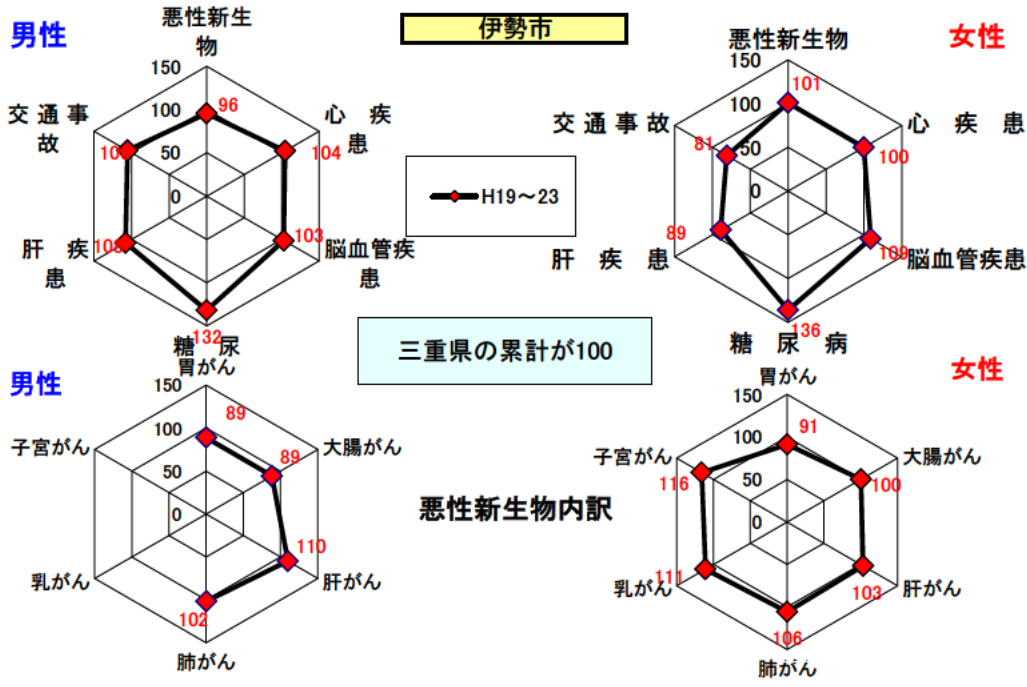 伊勢市
男性
悪性新生
物
150
100
50
0
96
心 疾
患
104
脳血管疾
患
103
糖 尿
132
肝 疾
患
交 通 事
故
女性
悪性新生物
150
100
50
0
101
心 疾 患
100
脳血管疾患
109
糖 尿 病
136
肝 疾 患
89
交 通 事 故
81
H19～23
三重県の累計が100
男性
胃がん
150
100
50
0
89
大腸がん
89
肝がん
110
肺がん
102
乳がん
子宮がん
悪性新生物内訳
女性
胃がん
150
100
50
0
91
大腸がん
100
肝がん
103
肺がん
106
乳がん
111
子宮がん
116